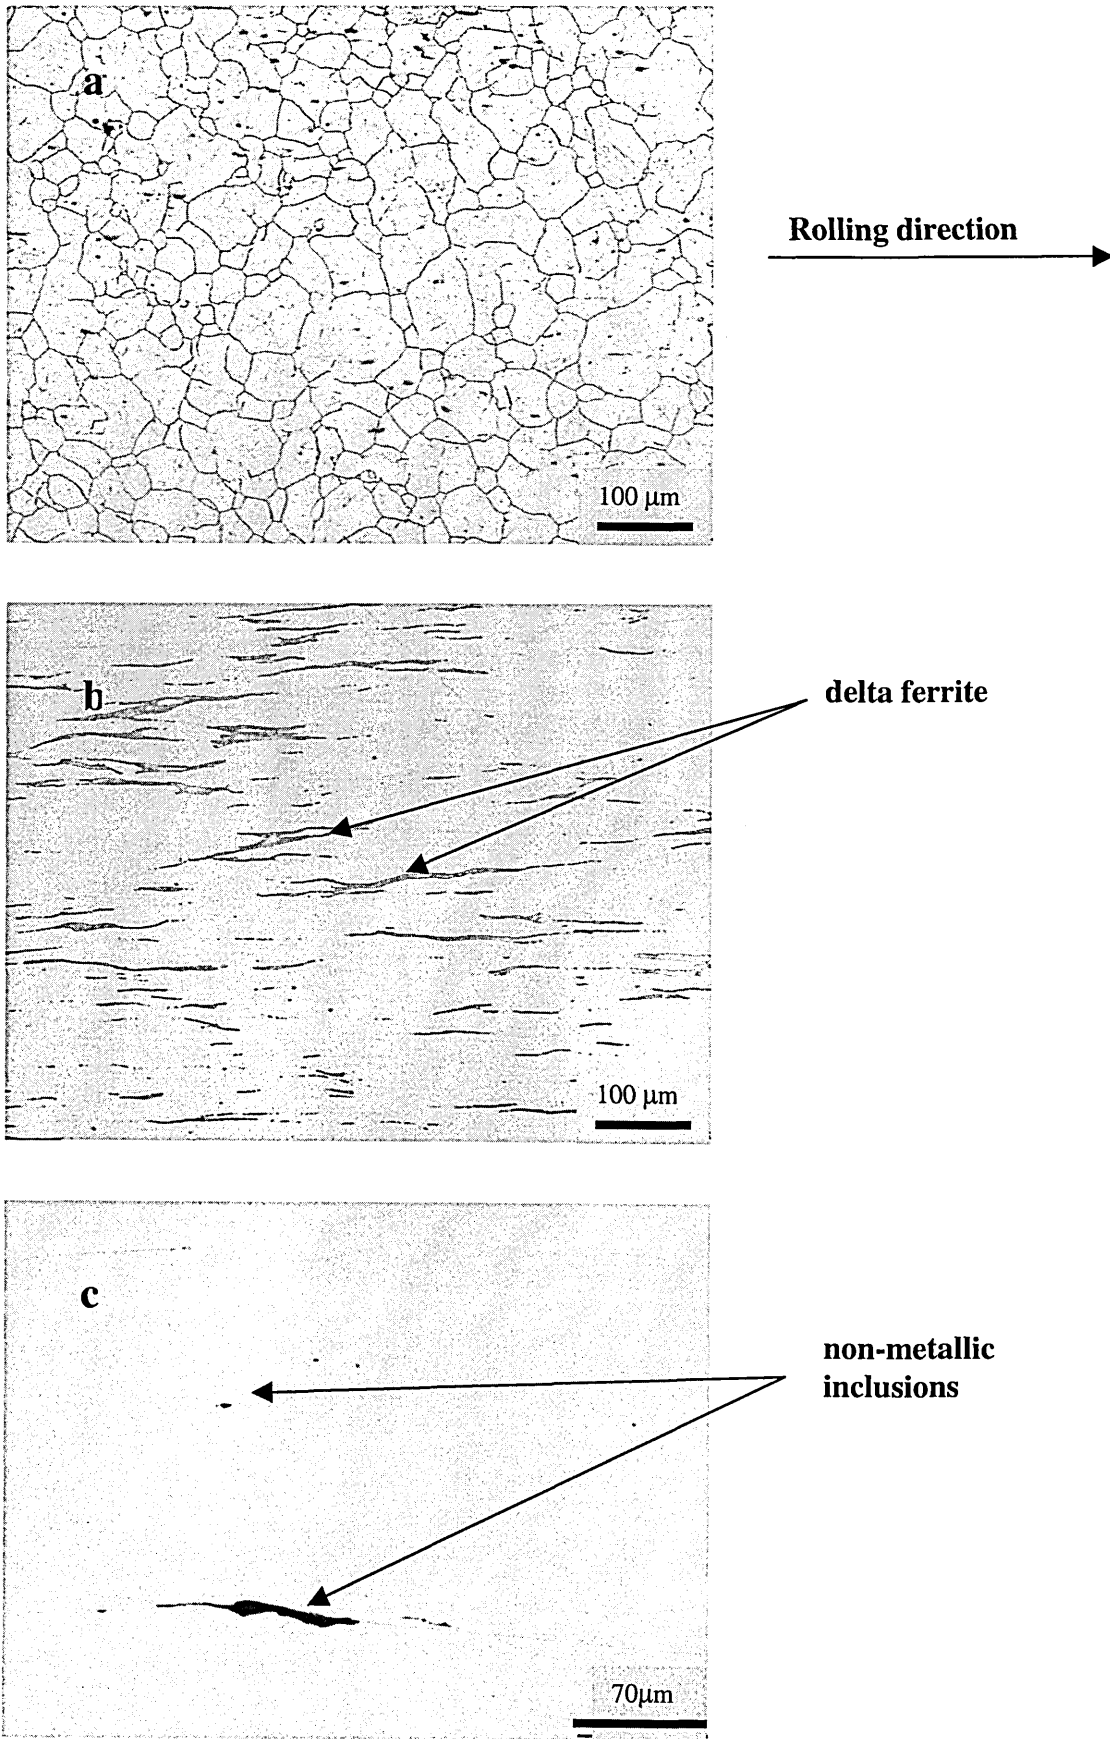 a
Rolling direction
100 μm
b
delta ferrite
100 μm
c
non-metallic
inclusions
70μm